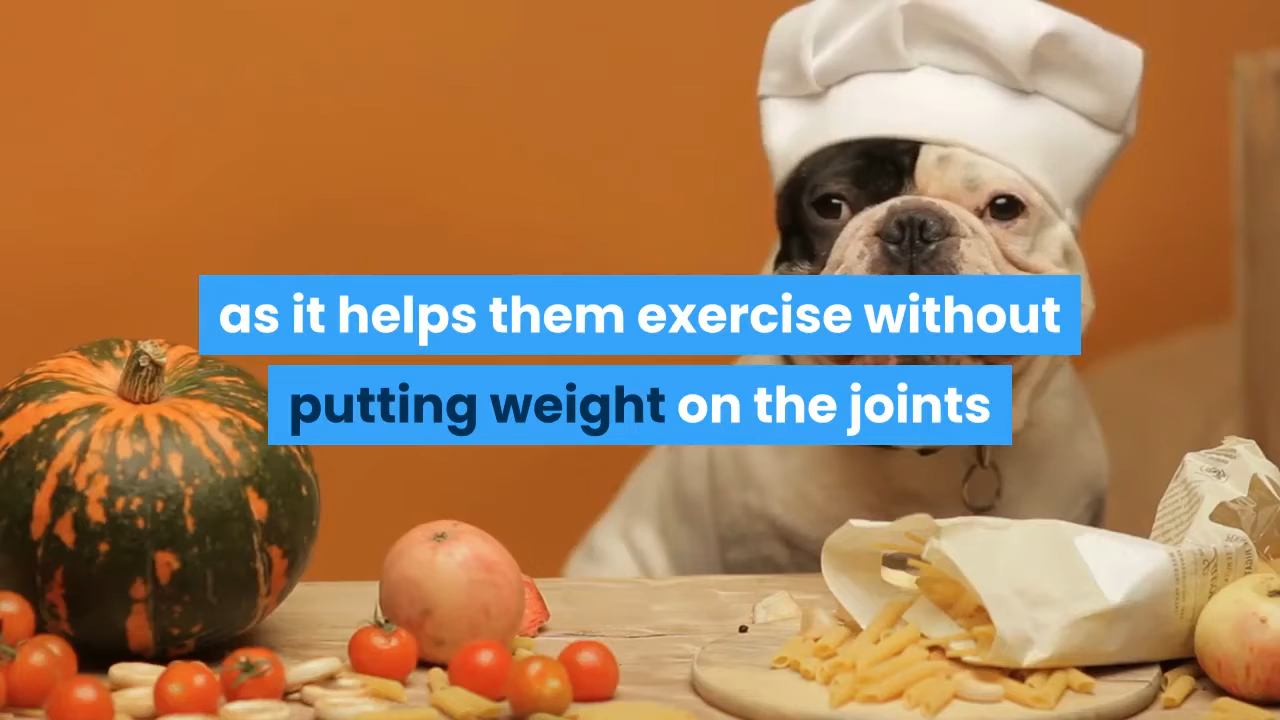 as it helps them exercise without
putting weight on the joints